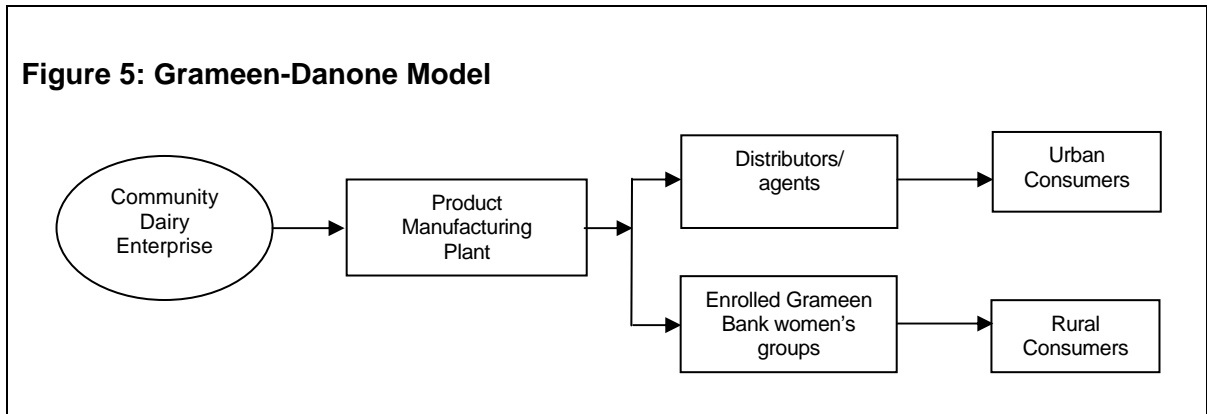 Figure 5: Grameen-Danone Model
Community
Dairy
Enterprise
Product
Manufacturing
Plant
Distributors/
agents
Urban
Consumers
Enrolled Grameen
Bank women’s
groups
Rural
Consumers